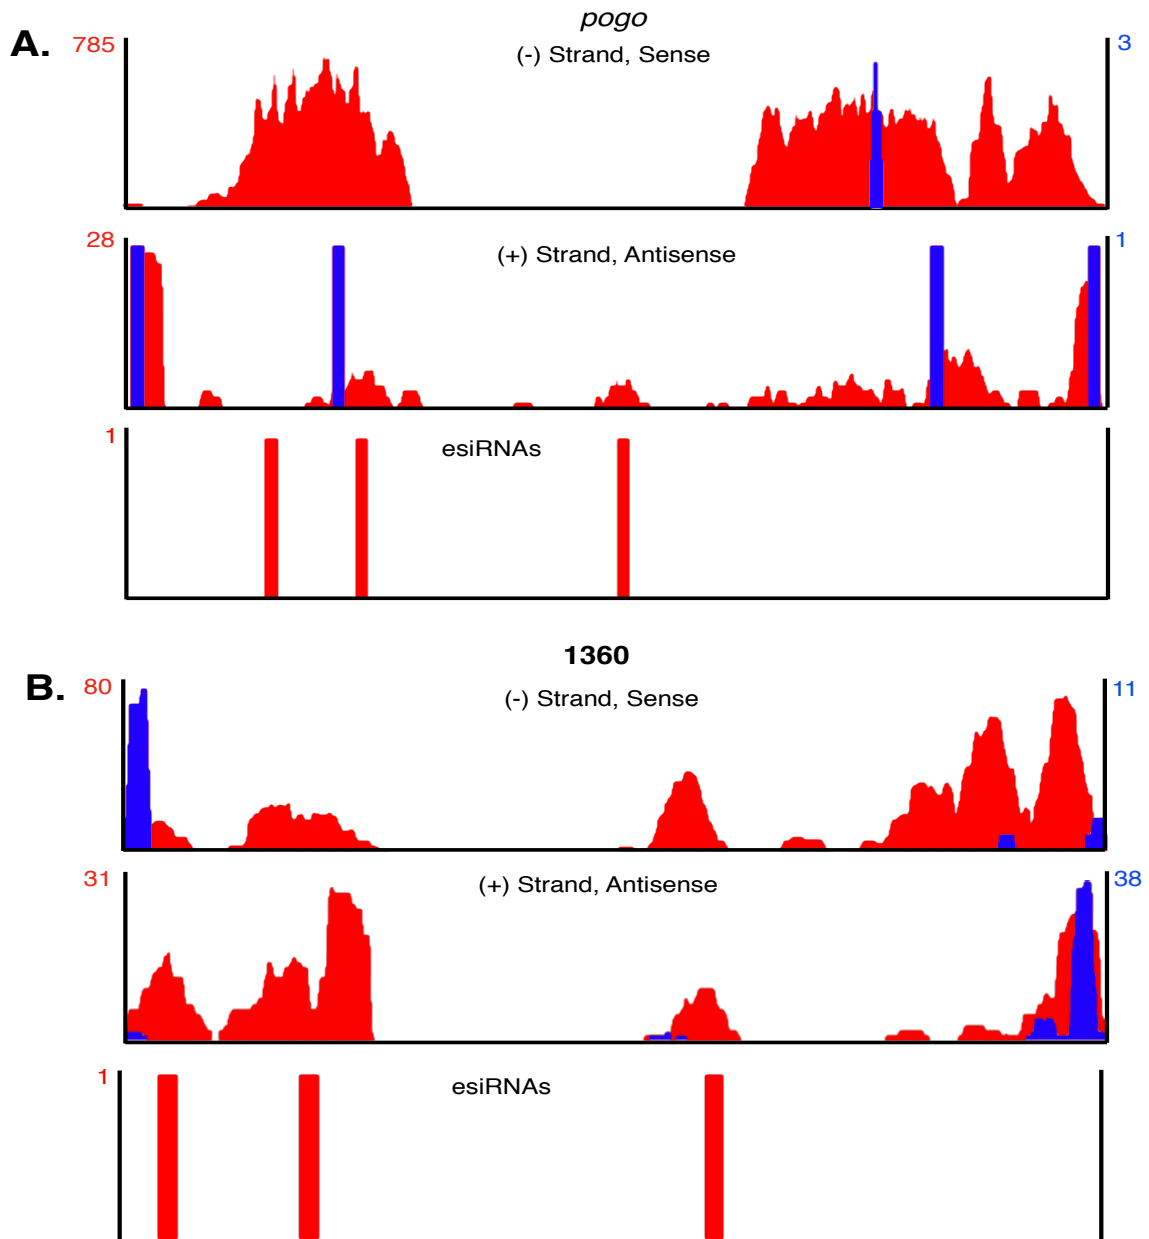 pogo
A.
785
(-) Strand, Sense
3
28
(+) Strand, Antisense
1
1
esiRNAs
1360
B.
80
(-) Strand, Sense
11
31
(+) Strand, Antisense
38
1
esiRNAs